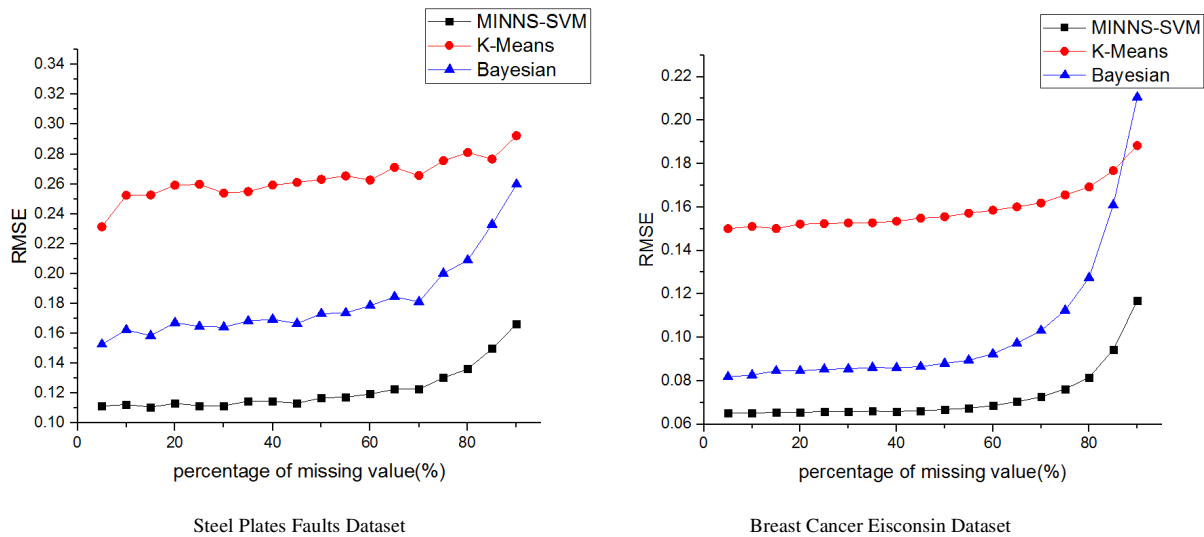 MINNS-SVM
K-Means
Bayesian
0.34
0.32
0.30
0.28
0.26
0.24
0.22
0.20
0.18
0.16
0.14
0.12
0.10
RMSE
0
20
40
60
80
percentage of missing value(%)
Steel Plates Faults Dataset
MINNS-SVM
K-Means
Bayesian
0.22
0.20
0.18
0.16
0.14
0.12
0.10
0.08
0.06
RMSE
0
20
40
60
80
percentage of missing value(%)
Breast Cancer Eisconsin Dataset